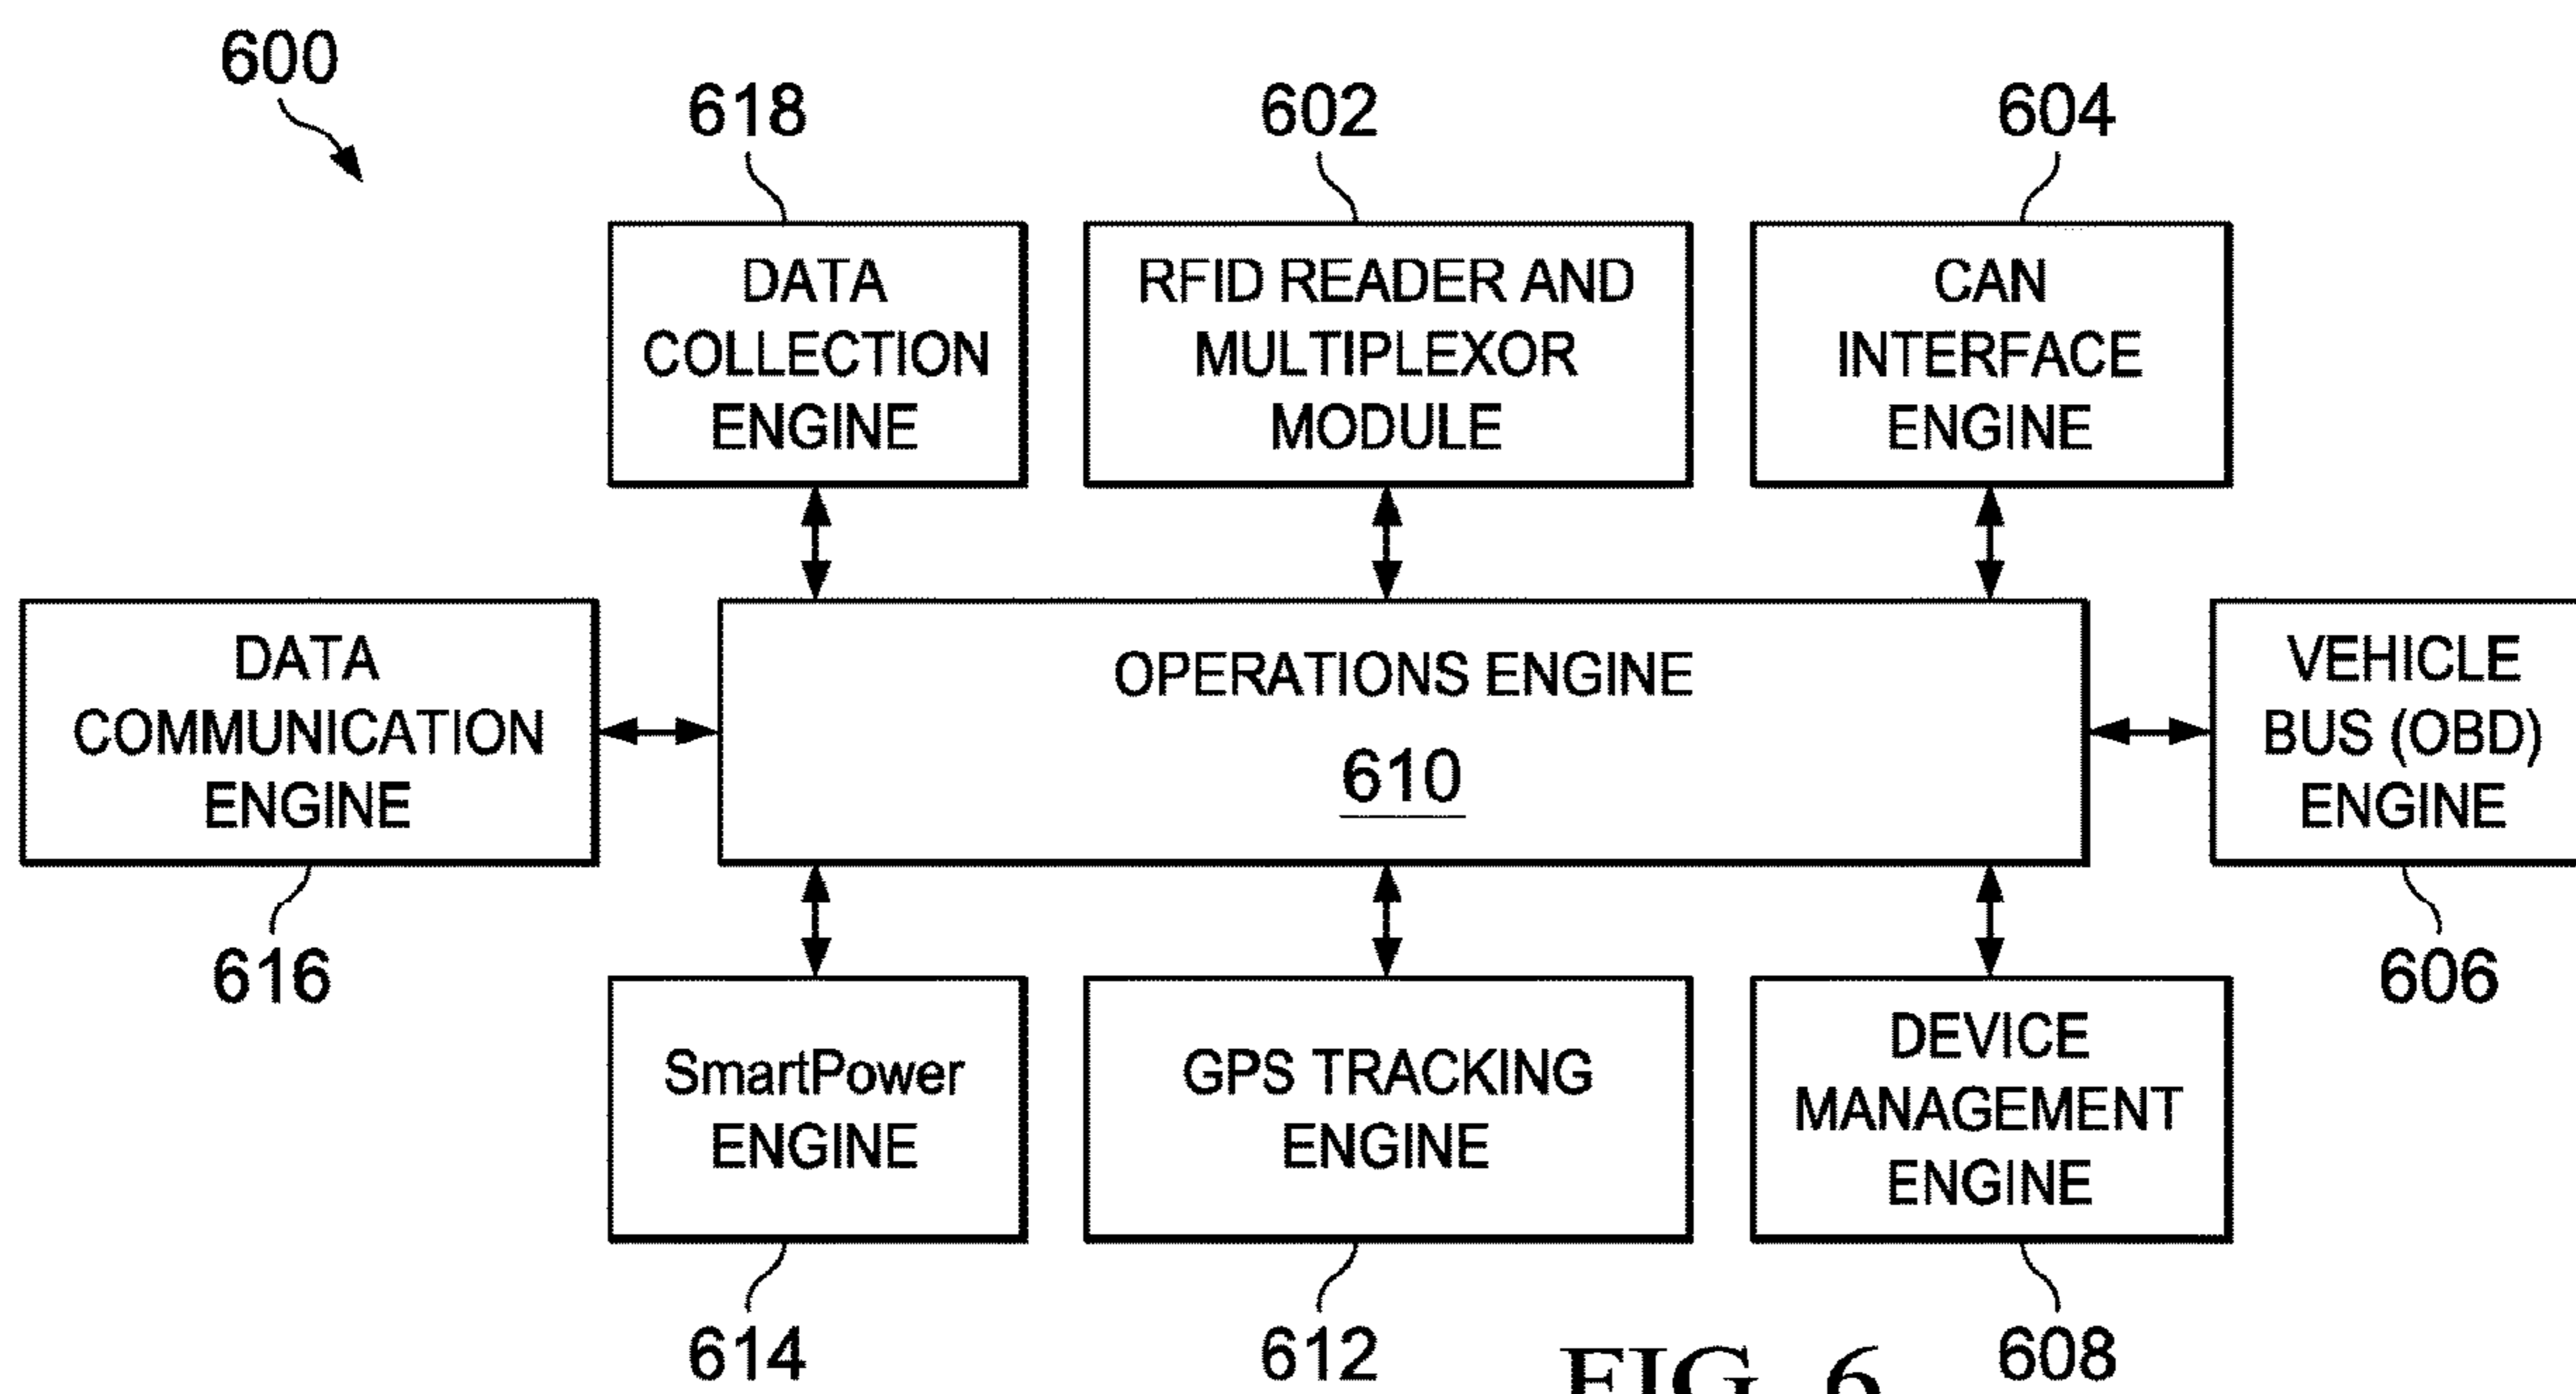 600
618
602
604
DATA
COLLECTION
ENGINE
RFID READER AND
MULTIPLEXOR
MODULE
CAN
INTERFACE
ENGINE
DATA
COMMUNICATION
ENGINE
OPERATIONS ENGINE
610
VEHICLE
BUS (OBD)
ENGINE
616
606
SmartPower
ENGINE
GPS TRACKING
ENGINE
DEVICE
MANAGEMENT
ENGINE
614
612
608
FIG. 6